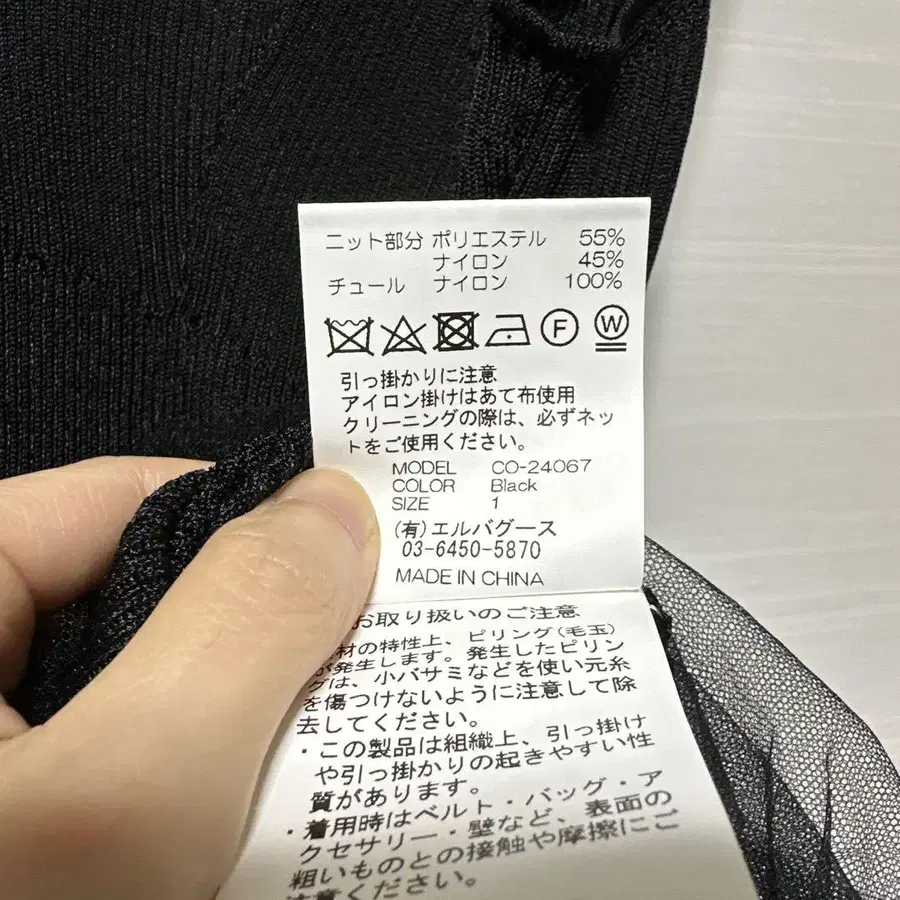 ニット部分 ポリエステル 55%
ナイロン 45%
チュール ナイロン 100%
F W
引っ掛かりに注意
アイロン掛けはあて布使用
クリーニングの際は、必ずネッ
トをご使用ください。
MODEL CO-24067
COLOR Black
SIZE 1
(有)エルバグース
03-6450-5870
MADE IN CHINA
お取り扱いのご注意
材の特性上、ピリング(毛玉)
が発生します。発生したピリン
グは、小バサミなどを使い元糸
を傷つけないように注意して除
去してください。
・この製品は組織上、引っ掛け
や引っ掛かりの起きやすい性
質があります。
・着用時はベルト・バッグ・ア
クセサリー・壁など、表面の
粗いものとの接触や摩擦にご
注意ください。